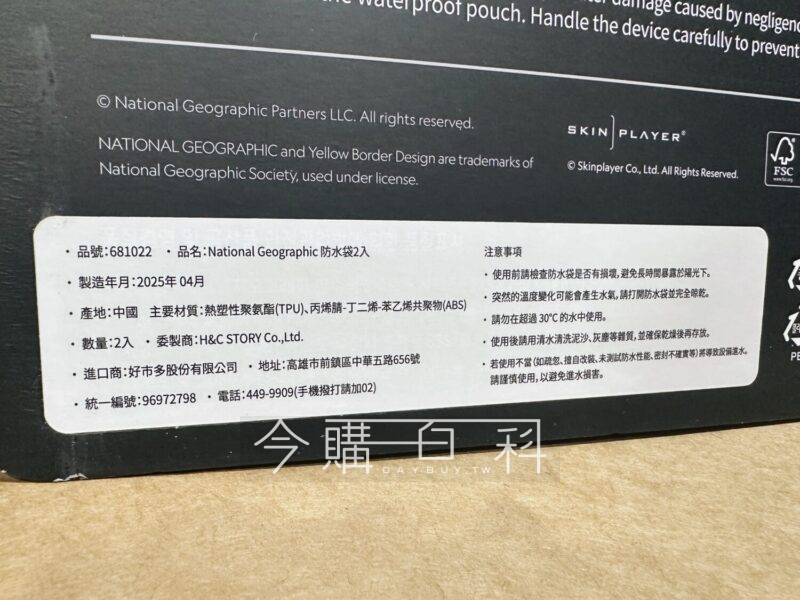 damage caused by
the waterproof pouch. Handle the device carefully to prevent
© National Geographic Partners LLC. All rights reserved.
NATIONAL GEOGRAPHIC and Yellow Border Design are trademarks of
National Geographic Society, used under license.
SKIN PLAYER®
© Skinplayer Co., Ltd. All Rights Reserved.
FSC
www.fsc.org
・品號:681022 ・品名:National Geographic 防水袋2入
・製造年月:2025年 04月
・產地:中國 主要材質:熱塑性聚氨酯(TPU)、丙烯腈-丁二烯-苯乙烯共聚物(ABS)
・數量:2入 ・委製商:H&C STORY Co.,Ltd.
・進口商:好市多股份有限公司 ・地址:高雄市前鎮區中華五路656號
・統一編號:96972798 ・電話:449-9909(手機撥打請加02)
注意事項
・使用前請檢查防水袋是否有損壞,避免長時間暴露於陽光下。
・突然的溫度變化可能會產生水氣,請打開防水袋並完全晾乾。
・請勿在超過 30°C 的水中使用。
・使用後請用清水清洗泥沙、灰塵等雜質,並確保乾燥後再存放。
・若使用不當(如疏忽、擅自改裝、未測試防水性能、密封不確實等)將導致設備進水。
請謹慎使用,以避免進水損害。
今購百科
DAYBUY.TW